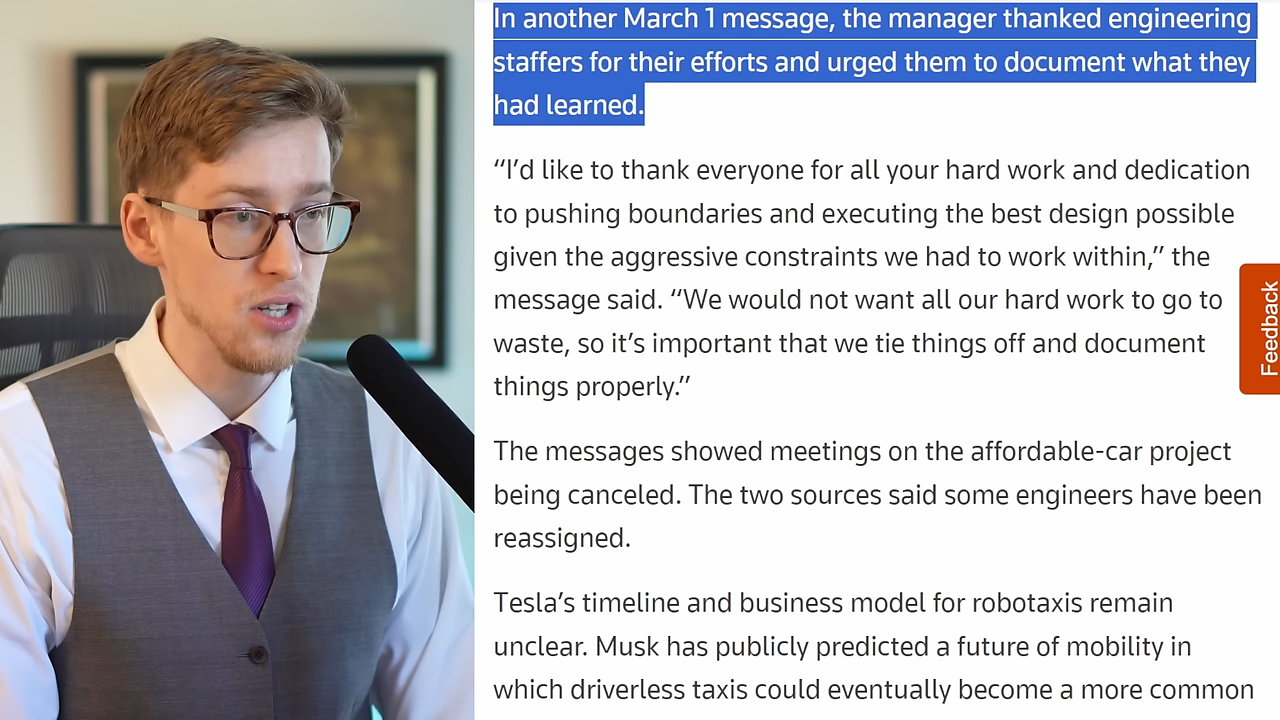 In another March 1 message, the manager thanked engineering
staffers for their efforts and urged them to document what they
had learned.
“I’d like to thank everyone for all your hard work and dedication
to pushing boundaries and executing the best design possible
given the aggressive constraints we had to work within,” the
message said. “We would not want all our hard work to go to
waste, so it’s important that we tie things off and document
things properly.”
The messages showed meetings on the affordable-car project
being canceled. The two sources said some engineers have been
reassigned.
Tesla’s timeline and business model for robotaxis remain
unclear. Musk has publicly predicted a future of mobility in
which driverless taxis could eventually become a more common
Feedback